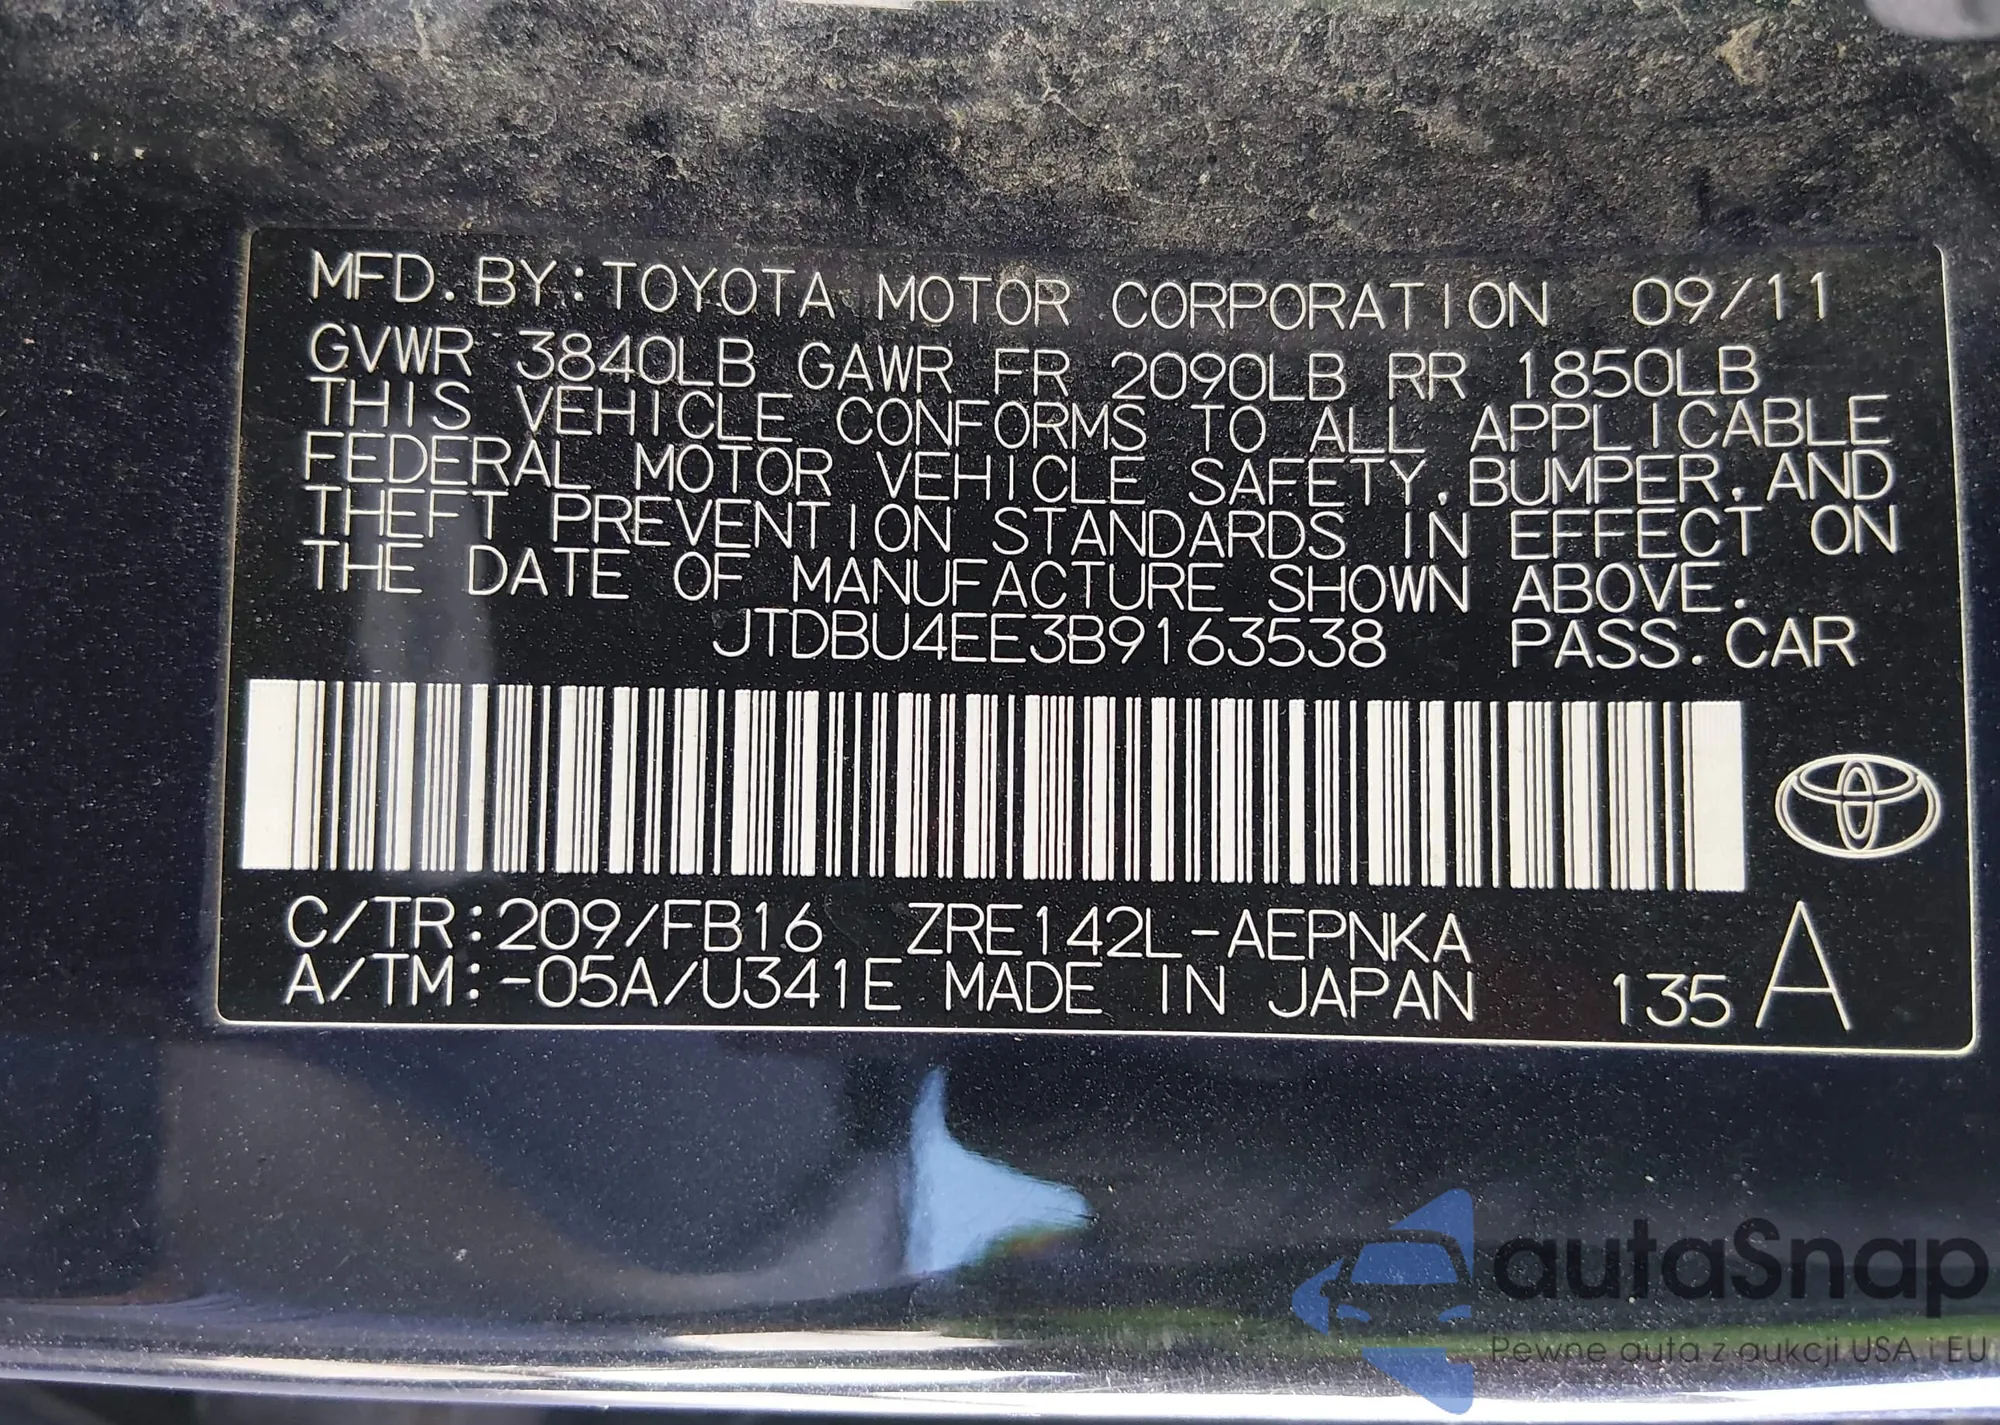 MFD. BY: TOYOTA MOTOR CORPORATION 09/11
GVWR 3840LB GAWR FR 2090LB RR 1850LB
THIS VEHICLE CONFORMS TO ALL APPLICABLE
FEDERAL MOTOR VEHICLE SAFETY, BUMPER, AND
THEFT PREVENTION STANDARDS IN EFFECT ON
THE DATE OF MANUFACTURE SHOWN ABOVE.
JTDBU4EE3B9163538 PASS. CAR
C/TR: 209/FB16 ZRE142L-AEPNKA
A/TM: -05A/U341E MADE IN JAPAN 135 A
autaSnap
Pewne auta z aukcji USA i EU